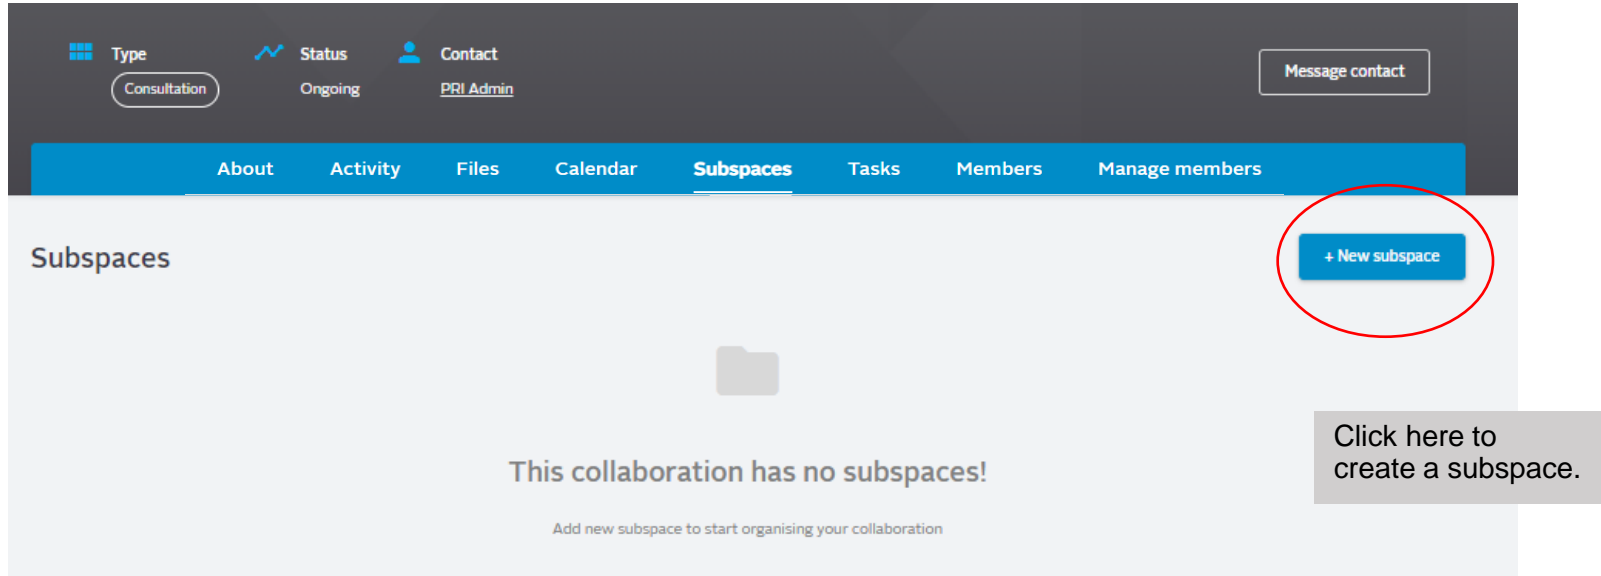 Type Status Contact
Consultation Ongoing PRI Admin
Message contact
About Activity Files Calendar Subspaces Tasks Members Manage members
Subspaces
+ New subspace
This collaboration has no subspaces!
Add new subspace to start organising your collaboration
Click here to
create a subspace.